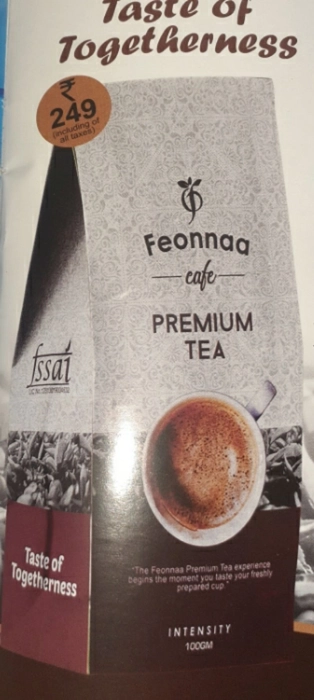 Taste of
Togetherness
₹
249
(including of
all taxes)
Feonnaa
cafe
PREMIUM
TEA
fssai
Taste of
Togetherness
"The Feonnaa Premium Tea experience
begins the moment you taste your freshly
prepared cup"
INTENSITY
100GM